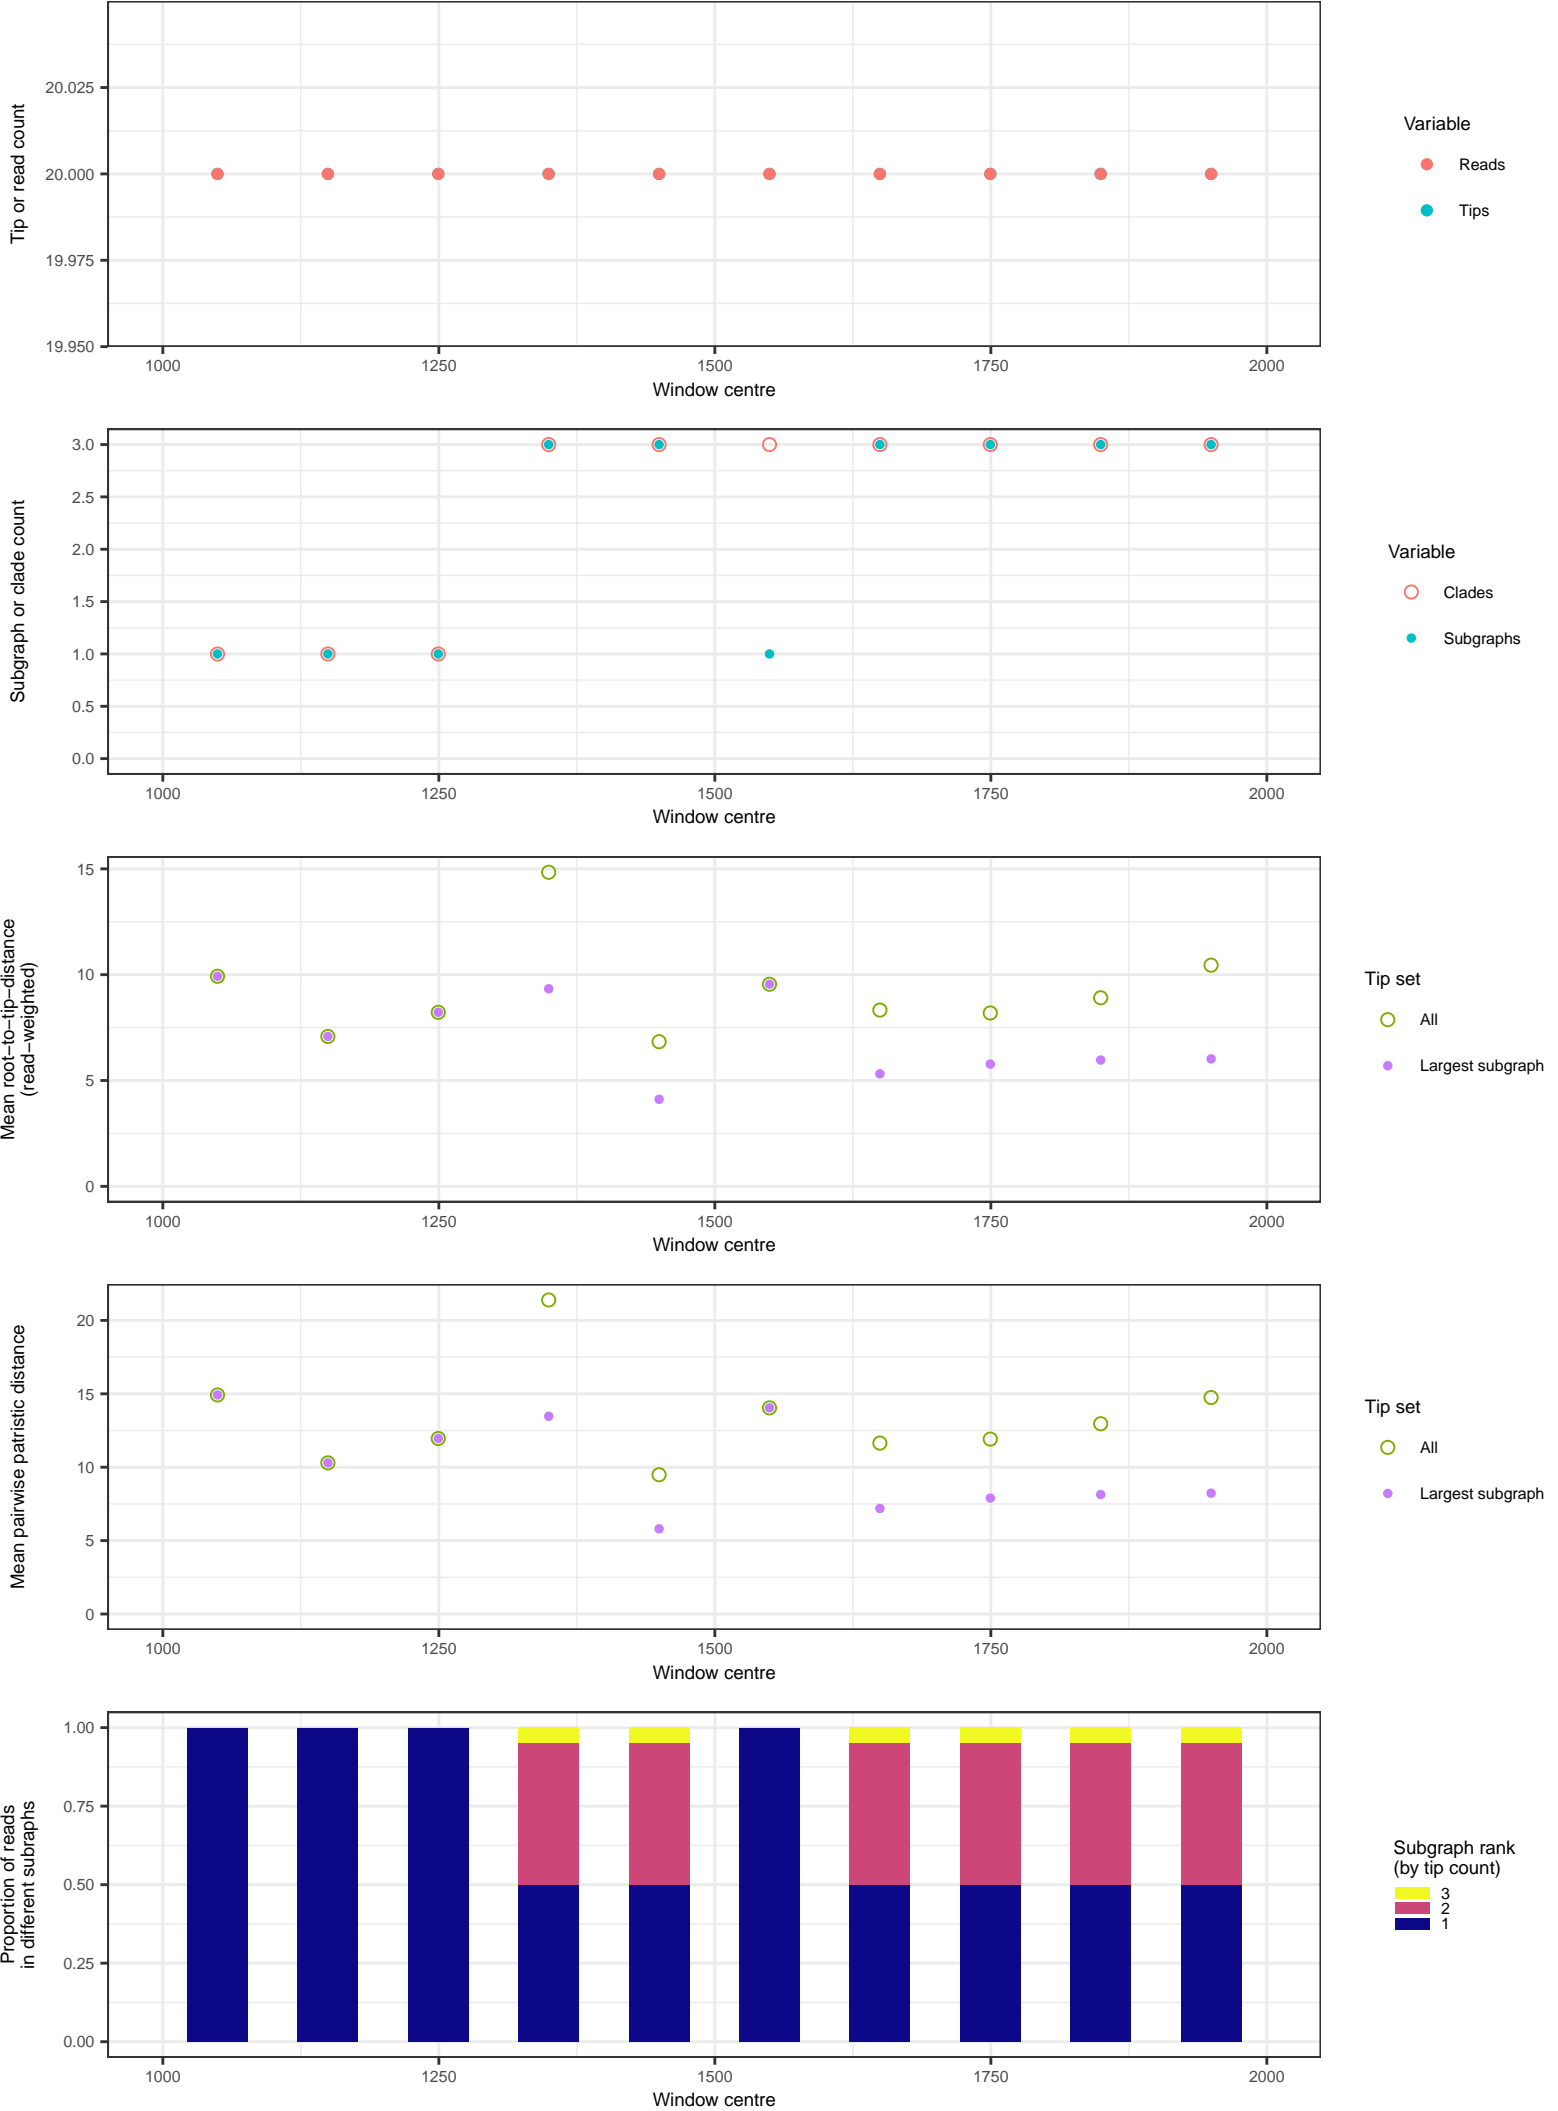 Tip or read count
20.025
20.000
19.975
19.950
1000 1250 1500 1750 2000
Window centre
Variable
Reads
Tips
Subgraph or clade count
3.0
2.5
2.0
1.5
1.0
0.5
0.0
1000 1250 1500 1750 2000
Window centre
Variable
Clades
Subgraphs
Mean root−to−tip−distance
(read−weighted)
15
10
5
0
1000 1250 1500 1750 2000
Window centre
Tip set
All
Largest subgraph
Mean pairwise patristic distance
20
15
10
5
0
1000 1250 1500 1750 2000
Window centre
Tip set
All
Largest subgraph
Proportion of reads
in different subraphs
1.00
0.75
0.50
0.25
0.00
1000 1250 1500 1750 2000
Window centre
Subgraph rank
(by tip count)
3
2
1